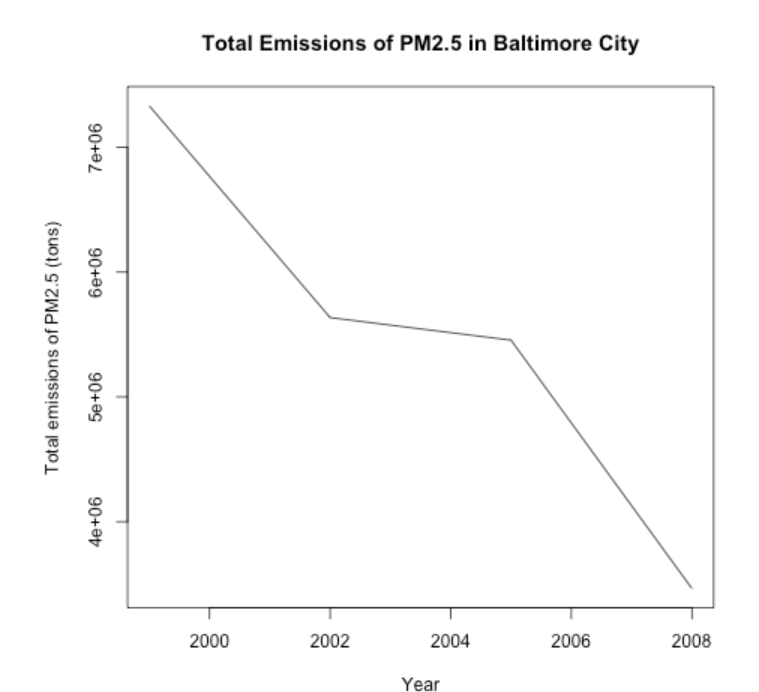 Total Emissions of PM2.5 in Baltimore City
Total emissions of PM2.5 (tons)
7e+06
6e+06
5e+06
4e+06
2000 2002 2004 2006 2008
Year